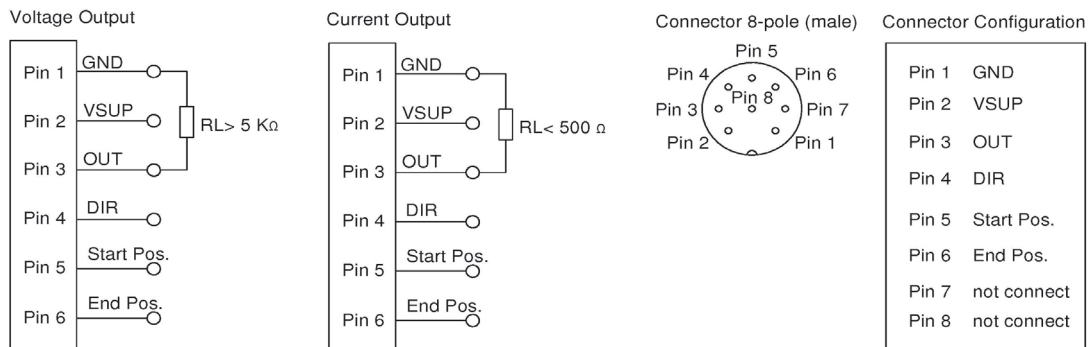 Voltage Output
Pin 1 GND
Pin 2 VSUP
RL> 5 KΩ
Pin 3 OUT
Pin 4 DIR
Pin 5 Start Pos.
Pin 6 End Pos.
Current Output
Pin 1 GND
Pin 2 VSUP
RL< 500 Ω
Pin 3 OUT
Pin 4 DIR
Pin 5 Start Pos.
Pin 6 End Pos.
Connector 8-pole (male)
Pin 5
Pin 4 Pin 6
Pin 8
Pin 3 Pin 7
Pin 2 Pin 1
Connector Configuration
Pin 1 GND
Pin 2 VSUP
Pin 3 OUT
Pin 4 DIR
Pin 5 Start Pos.
Pin 6 End Pos.
Pin 7 not connect
Pin 8 not connect